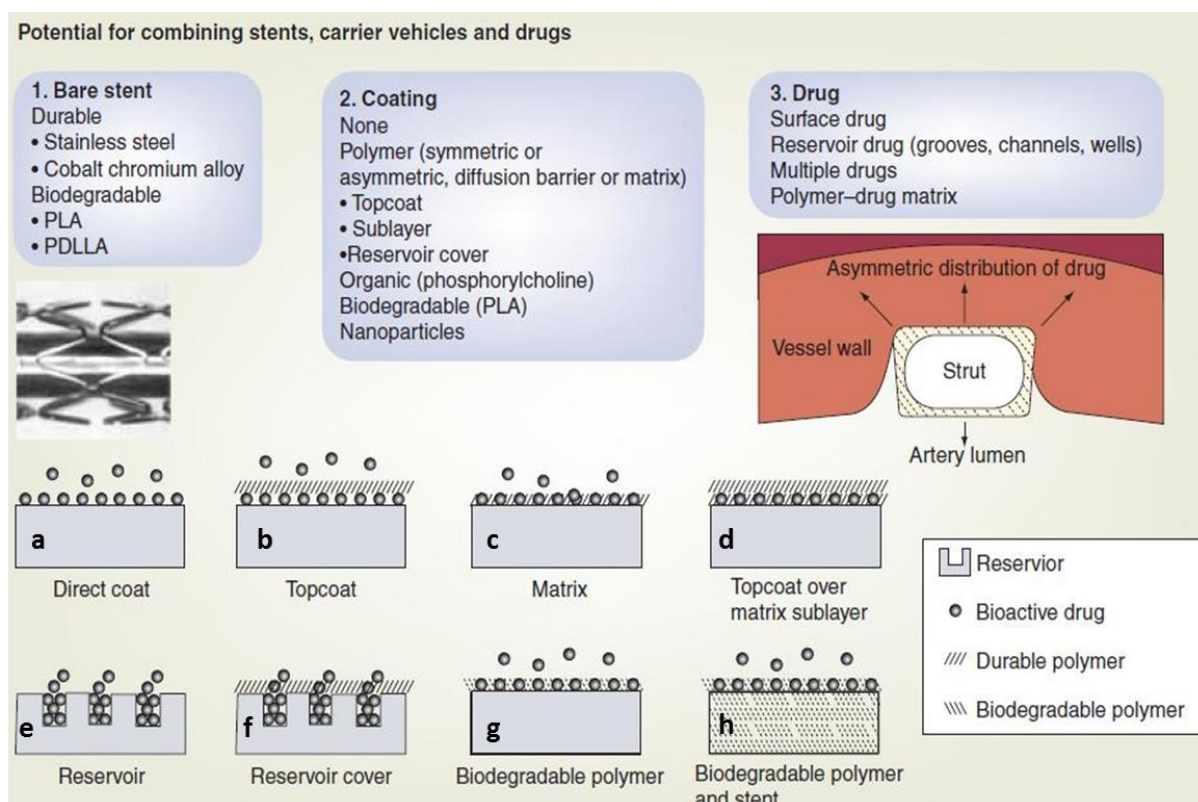 Potential for combining stents, carrier vehicles and drugs
1. Bare stent
Durable
• Stainless steel
• Cobalt chromium alloy
Biodegradable
• PLA
• PDLLA
2. Coating
None
Polymer (symmetric or
asymmetric, diffusion barrier or matrix)
• Topcoat
• Sublayer
•Reservoir cover
Organic (phosphorylcholine)
Biodegradable (PLA)
Nanoparticles
3. Drug
Surface drug
Reservoir drug (grooves, channels, wells)
Multiple drugs
Polymer–drug matrix
Asymmetric distribution of drug
Vessel wall
Strut
Artery lumen
a
Direct coat
b
Topcoat
c
Matrix
d
Topcoat over
matrix sublayer
e
Reservoir
f
Reservoir cover
g
Biodegradable polymer
h
Biodegradable polymer
and stent
Reservior
Bioactive drug
Durable polymer
Biodegradable polymer